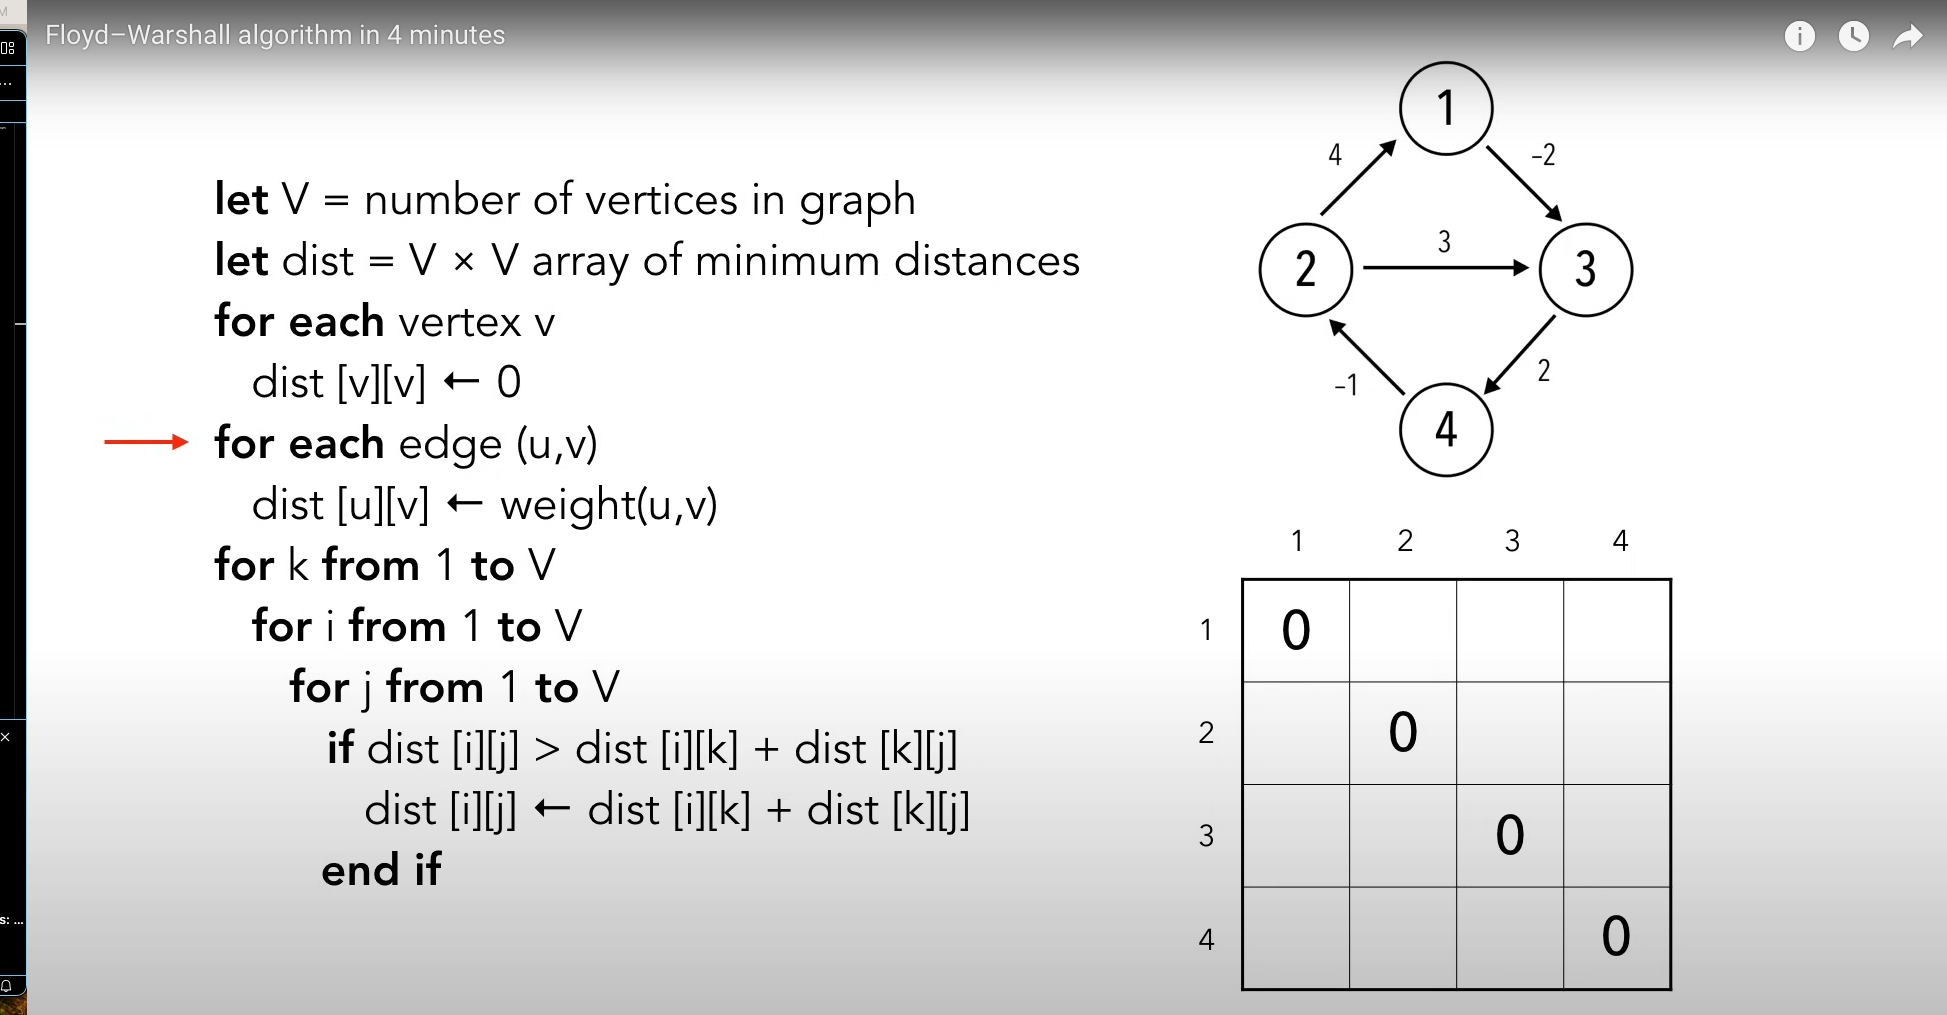 Floyd–Warshall algorithm in 4 minutes
let V = number of vertices in graph
let dist = V × V array of minimum distances
for each vertex v
dist [v][v] ← 0
for each edge (u,v)
dist [u][v] ← weight(u,v)
for k from 1 to V
for i from 1 to V
for j from 1 to V
if dist [i][j] > dist [i][k] + dist [k][j]
dist [i][j] ← dist [i][k] + dist [k][j]
end if
1
4
–2
2
3
3
–1
2
4
1 2 3 4
1 0
2 0
3 0
4 0
M
s: ...